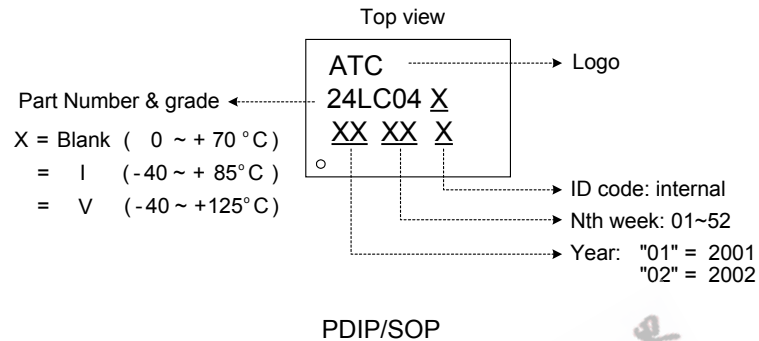 Top view
ATC
Logo
Part Number & grade
24LC04 X
X = Blank ( 0 ~ + 70 °C)
XX XX X
= I (-40 ~ + 85°C )
= V (-40 ~ +125°C)
ID code: internal
Nth week: 01~52
Year: "01" = 2001
"02" = 2002
PDIP/SOP